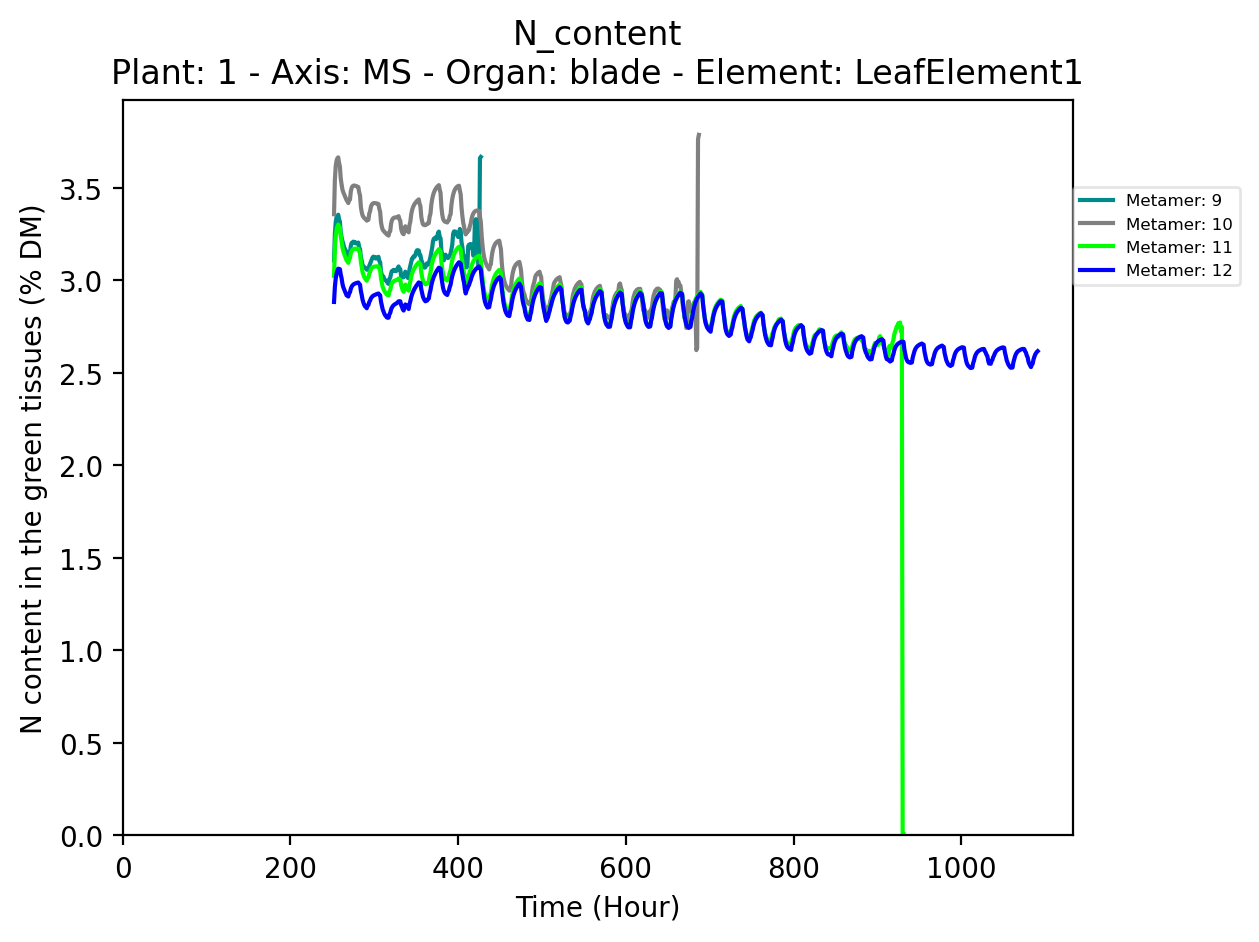 N_content
Plant: 1 - Axis: MS - Organ: blade - Element: LeafElement1
N content in the green tissues (% DM)
3.5
3.0
2.5
2.0
1.5
1.0
0.5
0.0
0
200
400
600
800
1000
Time (Hour)
Metamer: 9
Metamer: 10
Metamer: 11
Metamer: 12